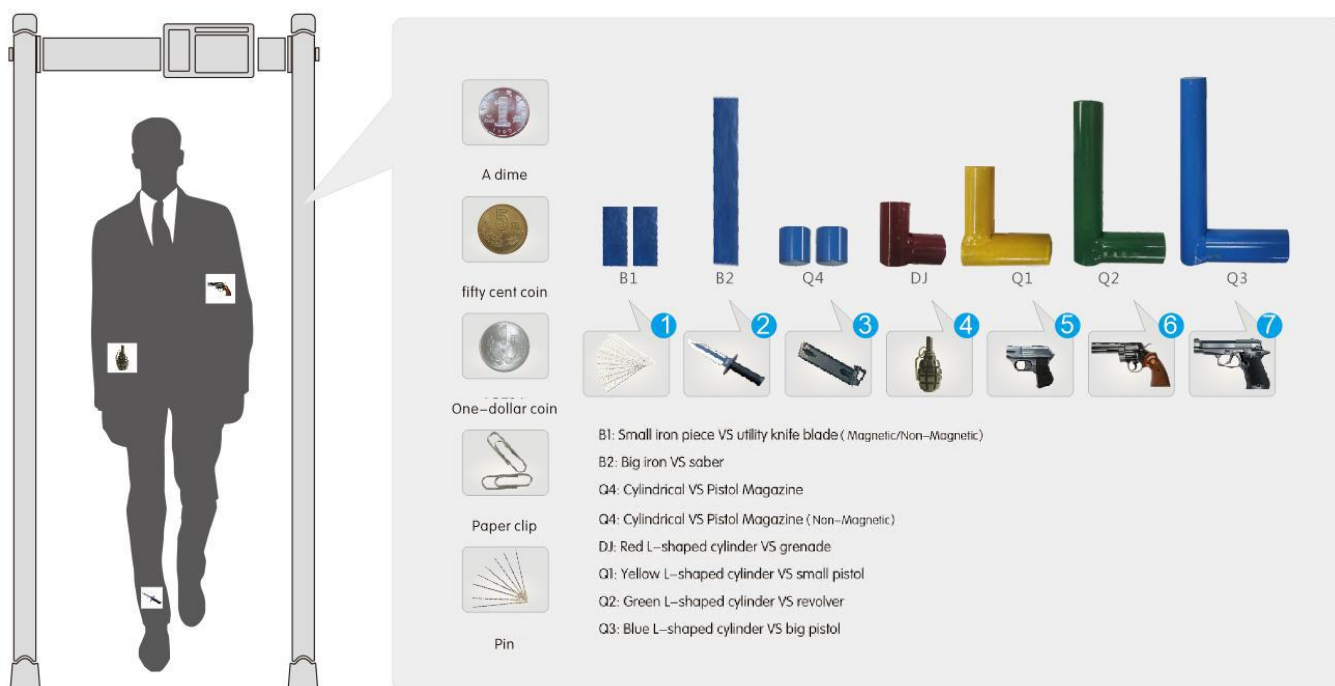 A dime
fifty cent coin
One-dollar coin
Paper clip
Pin
B1
B2
Q4
DJ
Q1
Q2
Q3
1
2
3
4
5
6
7
B1: Small iron piece VS utility knife blade (Magnetic/Non-Magnetic)
B2: Big iron VS saber
Q4: Cylindrical VS Pistol Magazine
Q4: Cylindrical VS Pistol Magazine (Non-Magnetic)
DJ: Red L-shaped cylinder VS grenade
Q1: Yellow L-shaped cylinder VS small pistol
Q2: Green L-shaped cylinder VS revolver
Q3: Blue L-shaped cylinder VS big pistol